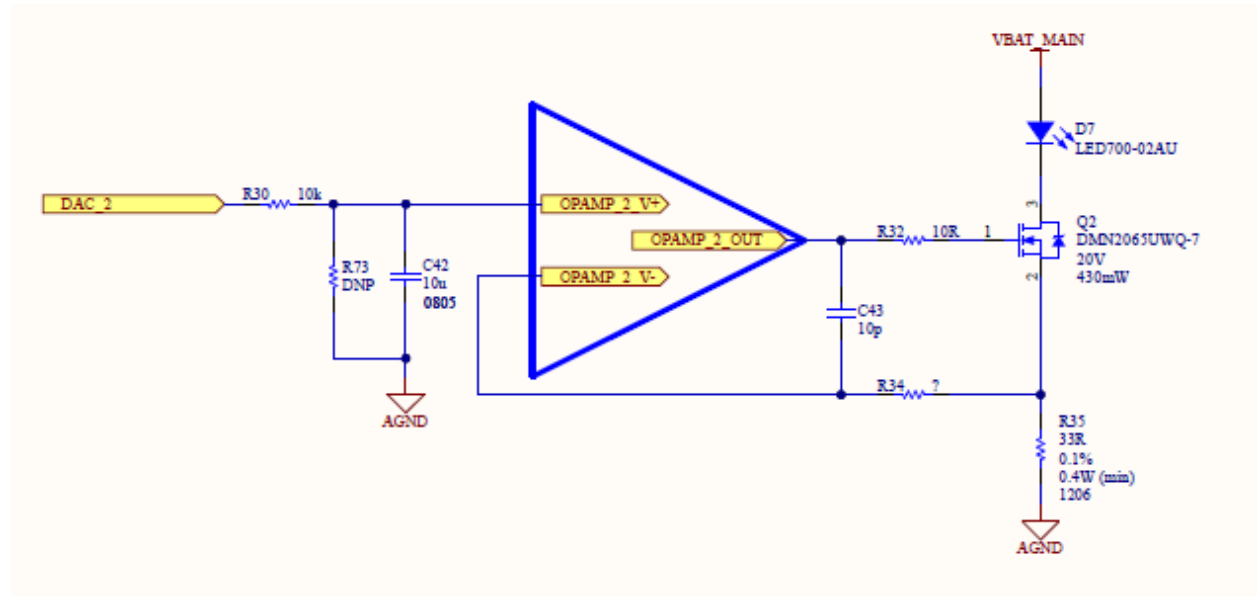 VBAT_MAIN
D7
LED700-02AU
DAC_2
R30 10k
OPAMP_2_V+
OPAMP_2_OUT
OPAMP_2_V-
R73
DNP
C42
10u
0805
R32 10R
1
3
2
Q2
DMN2065UWQ-7
20V
430mW
C43
10p
R34 ?
AGND
R35
33R
0.1%
0.4W (min)
1206
AGND